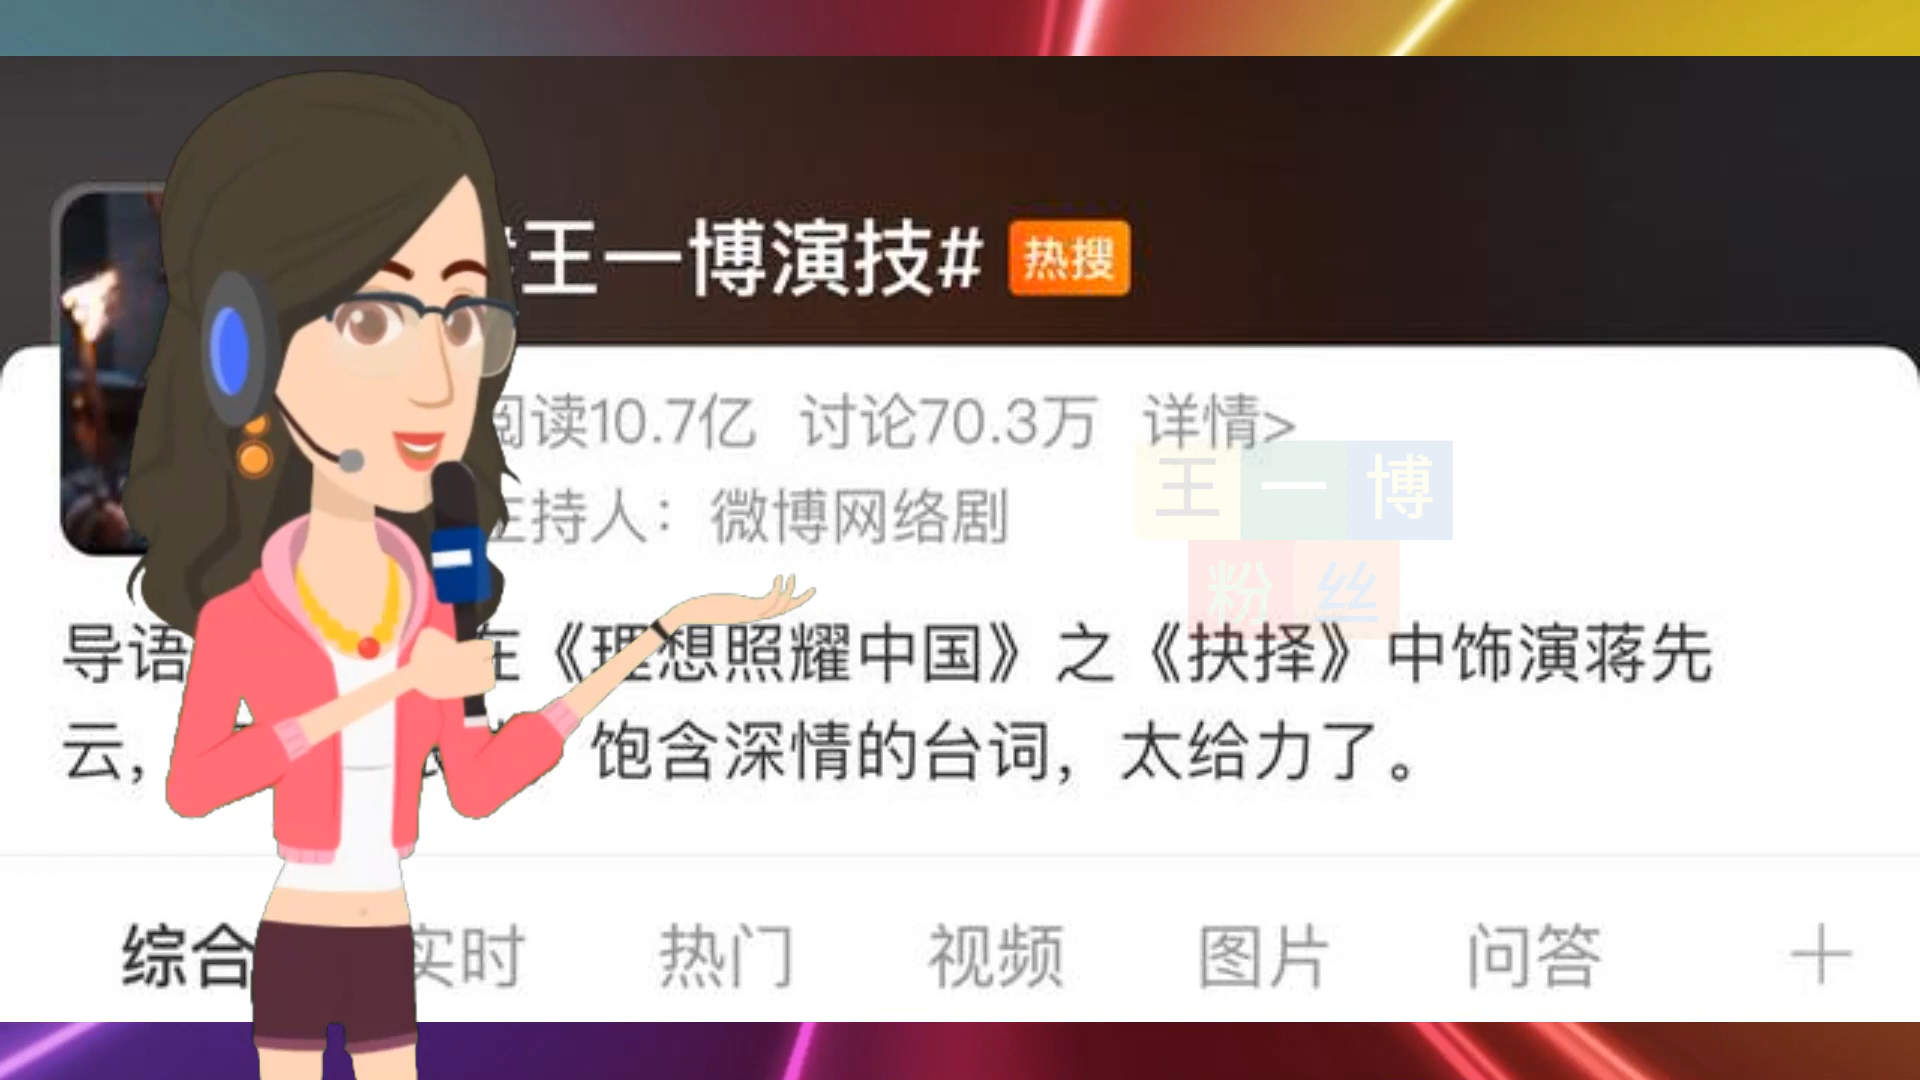 王一博演技# 热搜
阅读10.7亿 讨论70.3万 详情>
主持人：微博网络剧
王一博
粉丝
导语 在《理想照耀中国》之《抉择》中饰演蒋先
云， 饱含深情的台词，太给力了。
综合 实时 热门 视频 图片 问答